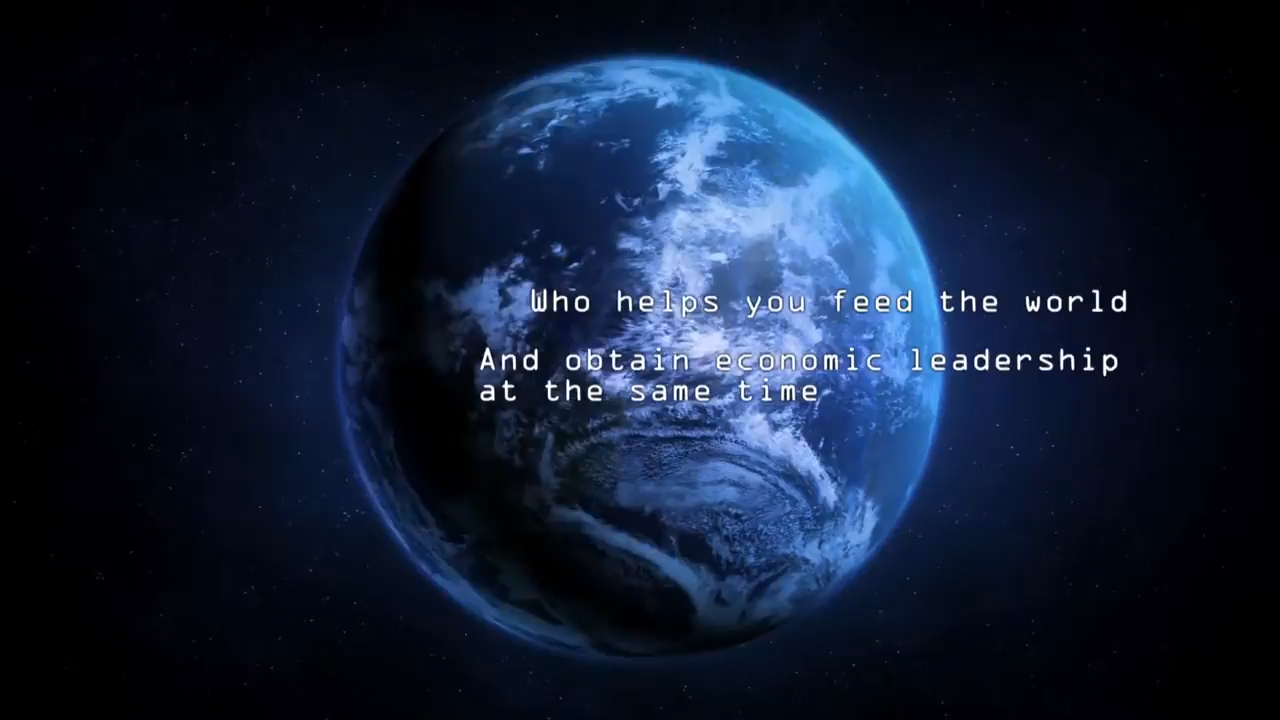 Who helps you feed the world
And obtain economic leadership
at the same time